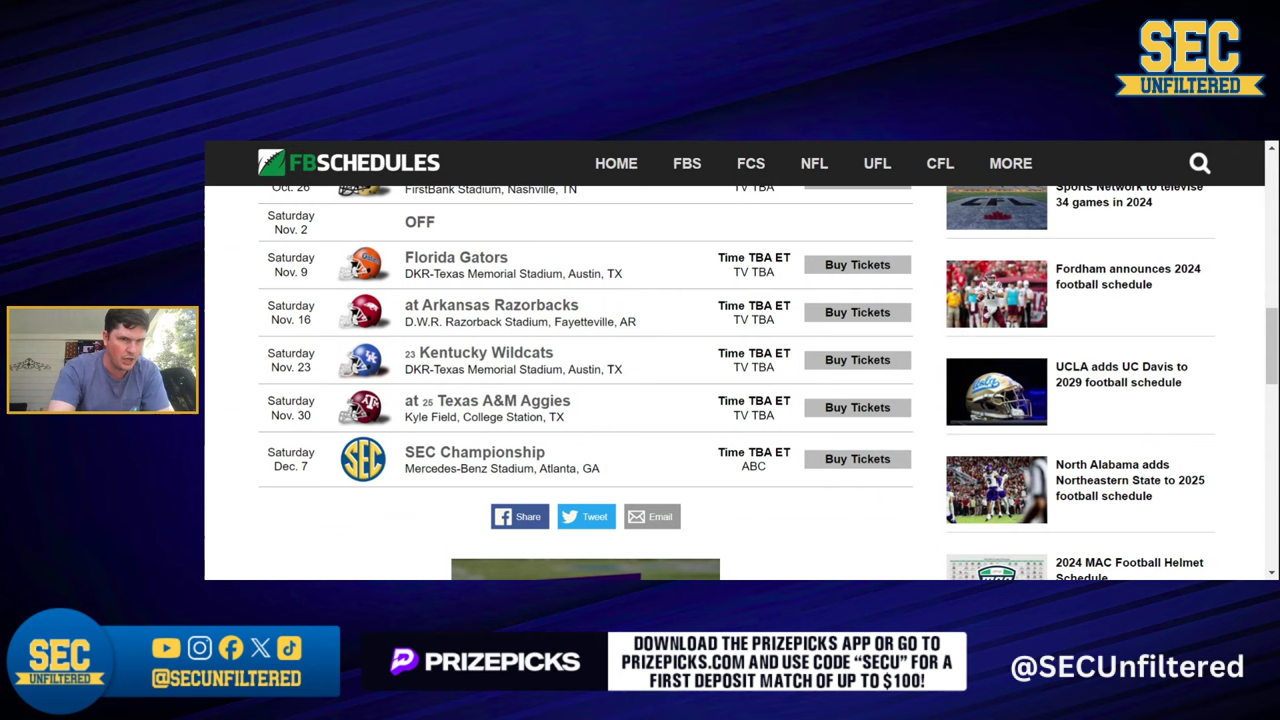 SEC
UNFILTERED
FBSCHEDULES
HOME FBS FCS NFL UFL CFL MORE
Oct. 26
FirstBank Stadium, Nashville, TN
TV TBA
Saturday
Nov. 2
OFF
Saturday
Nov. 9
Florida Gators
DKR-Texas Memorial Stadium, Austin, TX
Time TBA ET
TV TBA
Buy Tickets
Saturday
Nov. 16
at Arkansas Razorbacks
D.W.R. Razorback Stadium, Fayetteville, AR
Time TBA ET
TV TBA
Buy Tickets
Saturday
Nov. 23
23 Kentucky Wildcats
DKR-Texas Memorial Stadium, Austin, TX
Time TBA ET
TV TBA
Buy Tickets
Saturday
Nov. 30
at 25 Texas A&M Aggies
Kyle Field, College Station, TX
Time TBA ET
TV TBA
Buy Tickets
Saturday
Dec. 7
SEC
SEC Championship
Mercedes-Benz Stadium, Atlanta, GA
Time TBA ET
ABC
Buy Tickets
Share
Tweet
Email
Sports Network to televise
34 games in 2024
Fordham announces 2024
football schedule
UCLA adds UC Davis to
2029 football schedule
North Alabama adds
Northeastern State to 2025
football schedule
2024 MAC Football Helmet
Schedule
SEC
UNFILTERED
@SECUNFILTERED
PRIZEPICKS
DOWNLOAD THE PRIZEPICKS APP OR GO TO
PRIZEPICKS.COM AND USE CODE “SECU” FOR A
FIRST DEPOSIT MATCH OF UP TO $100!
@SECUnfiltered